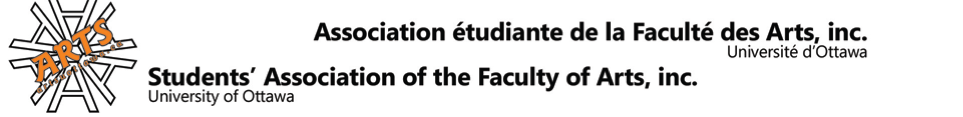 ARTS
Association étudiante de la Faculté des Arts, inc.
Université d'Ottawa
Students' Association of the Faculty of Arts, inc.
University of Ottawa